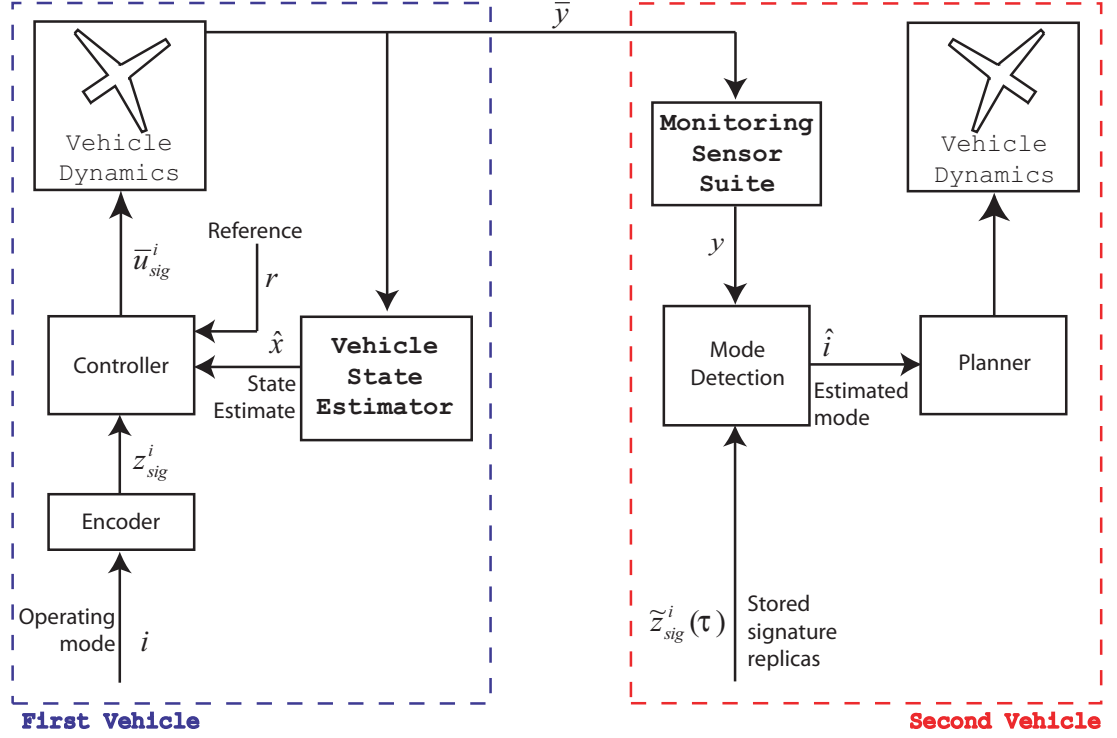 y̅
Vehicle
Dynamics
Monitoring
Sensor
Suite
Vehicle
Dynamics
Reference
u̅ⁱ_sig
r
y
Controller
x̂
State
Estimate
Vehicle
State
Estimator
Mode
Detection
î
Estimated
mode
Planner
zⁱ_sig
Encoder
Operating
mode
i
z̃ⁱ_sig(τ)
Stored
signature
replicas
First Vehicle
Second Vehicle